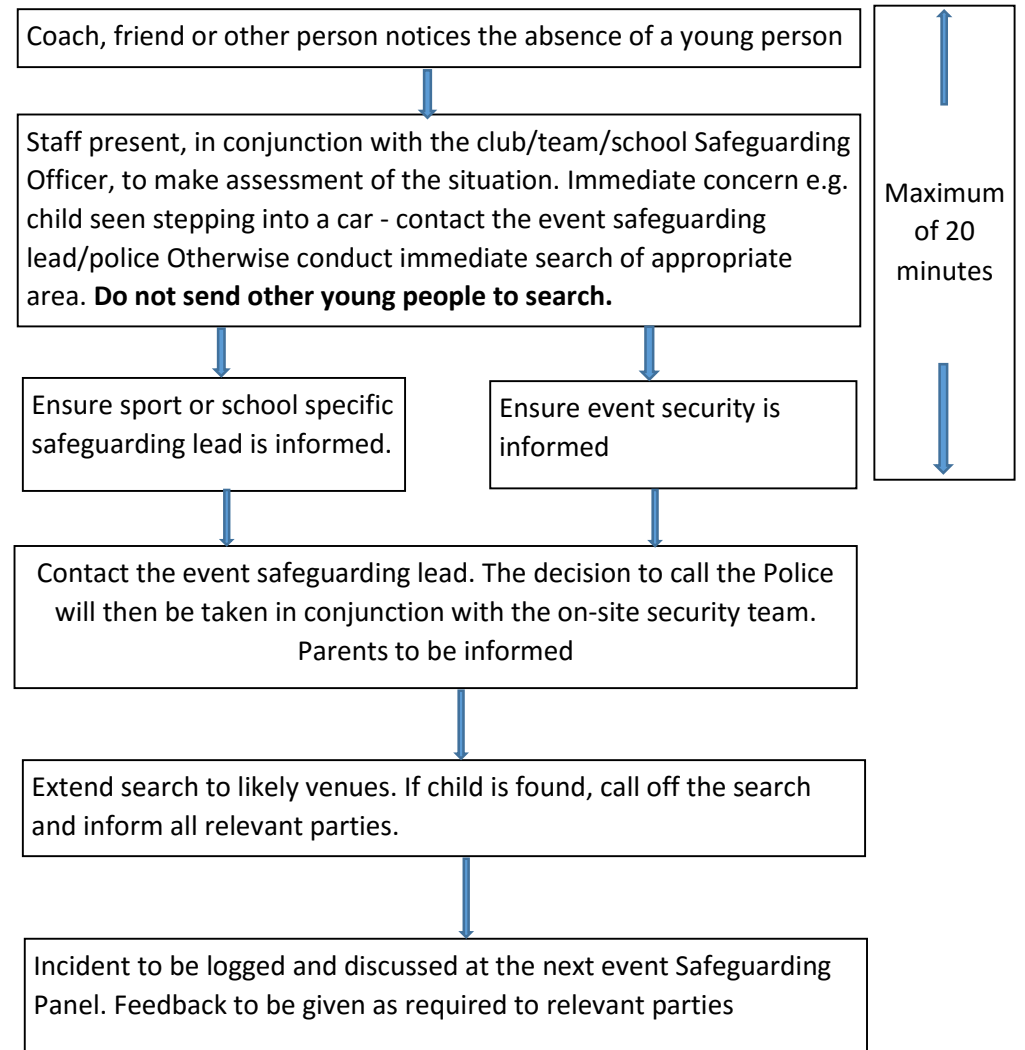 Coach, friend or other person notices the absence of a young person
Staff present, in conjunction with the club/team/school Safeguarding
Officer, to make assessment of the situation. Immediate concern e.g.
child seen stepping into a car - contact the event safeguarding
lead/police Otherwise conduct immediate search of appropriate
area. Do not send other young people to search.
Maximum
of 20
minutes
Ensure sport or school specific
safeguarding lead is informed.
Ensure event security is
informed
Contact the event safeguarding lead. The decision to call the Police
will then be taken in conjunction with the on-site security team.
Parents to be informed
Extend search to likely venues. If child is found, call off the search
and inform all relevant parties.
Incident to be logged and discussed at the next event Safeguarding
Panel. Feedback to be given as required to relevant parties